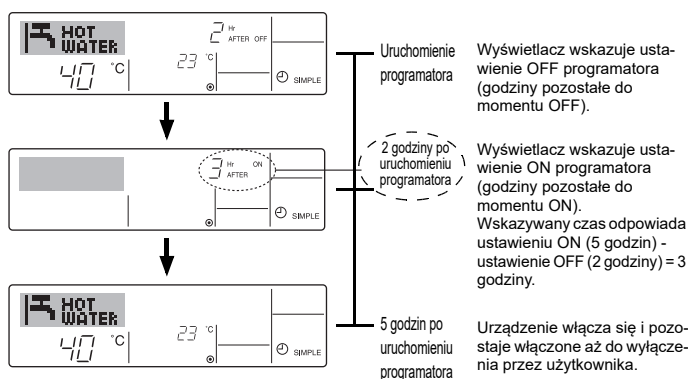 HOT
WATER
40 °C
2 Hr
AFTER OFF
23 °C
SIMPLE
Uruchomienie
programatora
Wyświetlacz wskazuje usta-
wienie OFF programatora
(godziny pozostałe do
momentu OFF).
3 Hr ON
AFTER
SIMPLE
2 godziny po
uruchomieniu
programatora
Wyświetlacz wskazuje usta-
wienie ON programatora
(godziny pozostałe do
momentu ON).
Wskazywany czas odpowiada
ustawieniu ON (5 godzin) -
ustawienie OFF (2 godziny) = 3
godziny.
HOT
WATER
40 °C
23 °C
SIMPLE
5 godzin po
uruchomieniu
programatora
Urządzenie włącza się i pozo-
staje włączone aż do wyłącze-
nia przez użytkownika.